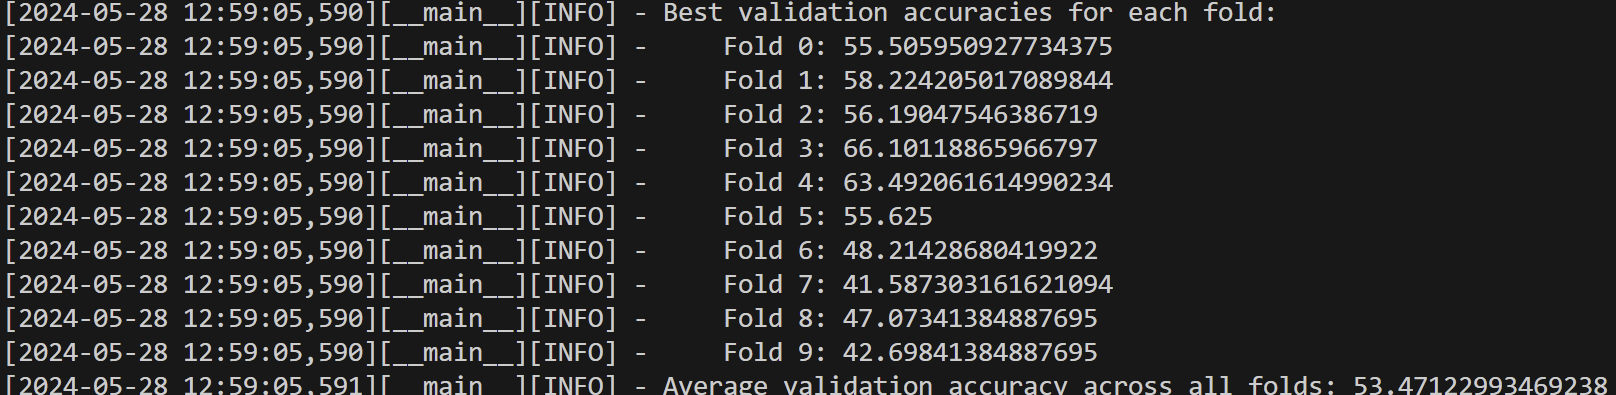 [2024-05-28 12:59:05,590][__main__][INFO] - Best validation accuracies for each fold:
[2024-05-28 12:59:05,590][__main__][INFO] -     Fold 0: 55.505950927734375
[2024-05-28 12:59:05,590][__main__][INFO] -     Fold 1: 58.224205017089844
[2024-05-28 12:59:05,590][__main__][INFO] -     Fold 2: 56.19047546386719
[2024-05-28 12:59:05,590][__main__][INFO] -     Fold 3: 66.10118865966797
[2024-05-28 12:59:05,590][__main__][INFO] -     Fold 4: 63.492061614990234
[2024-05-28 12:59:05,590][__main__][INFO] -     Fold 5: 55.625
[2024-05-28 12:59:05,590][__main__][INFO] -     Fold 6: 48.21428680419922
[2024-05-28 12:59:05,590][__main__][INFO] -     Fold 7: 41.587303161621094
[2024-05-28 12:59:05,590][__main__][INFO] -     Fold 8: 47.07341384887695
[2024-05-28 12:59:05,590][__main__][INFO] -     Fold 9: 42.69841384887695
[2024-05-28 12:59:05,591][__main__][INFO] - Average validation accuracy across all folds: 53.47122993469238